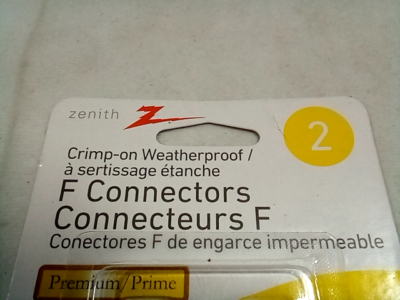 zenith
2
Crimp-on Weatherproof /
à sertissage étanche
F Connectors
Connecteurs F
Conectores F de engarce impermeable
Premium/Prime